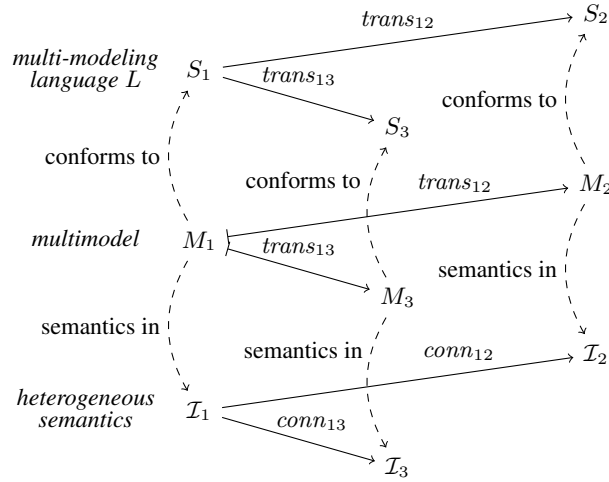 trans₁₂
S₂
multi-modeling
language L
S₁
trans₁₃
S₃
conforms to
conforms to
conforms to
trans₁₂
M₂
multimodel
M₁
trans₁₃
M₃
semantics in
semantics in
semantics in
conn₁₂
ℐ₂
heterogeneous
semantics
ℐ₁
conn₁₃
ℐ₃